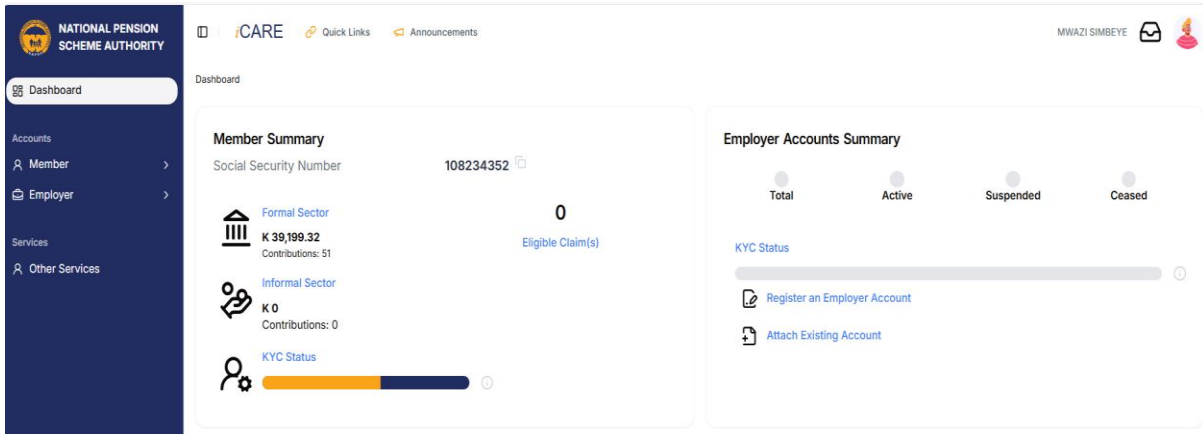 NATIONAL PENSION
SCHEME AUTHORITY
iCARE
Quick Links
Announcements
MWAZI SIMBEYE
Dashboard
Accounts
Member
Employer
Services
Other Services
Dashboard
Member Summary
Social Security Number 108234352
Formal Sector
K 39,199.32
Contributions: 51
0
Eligible Claim(s)
Informal Sector
K 0
Contributions: 0
KYC Status
Employer Accounts Summary
Total Active Suspended Ceased
KYC Status
Register an Employer Account
Attach Existing Account